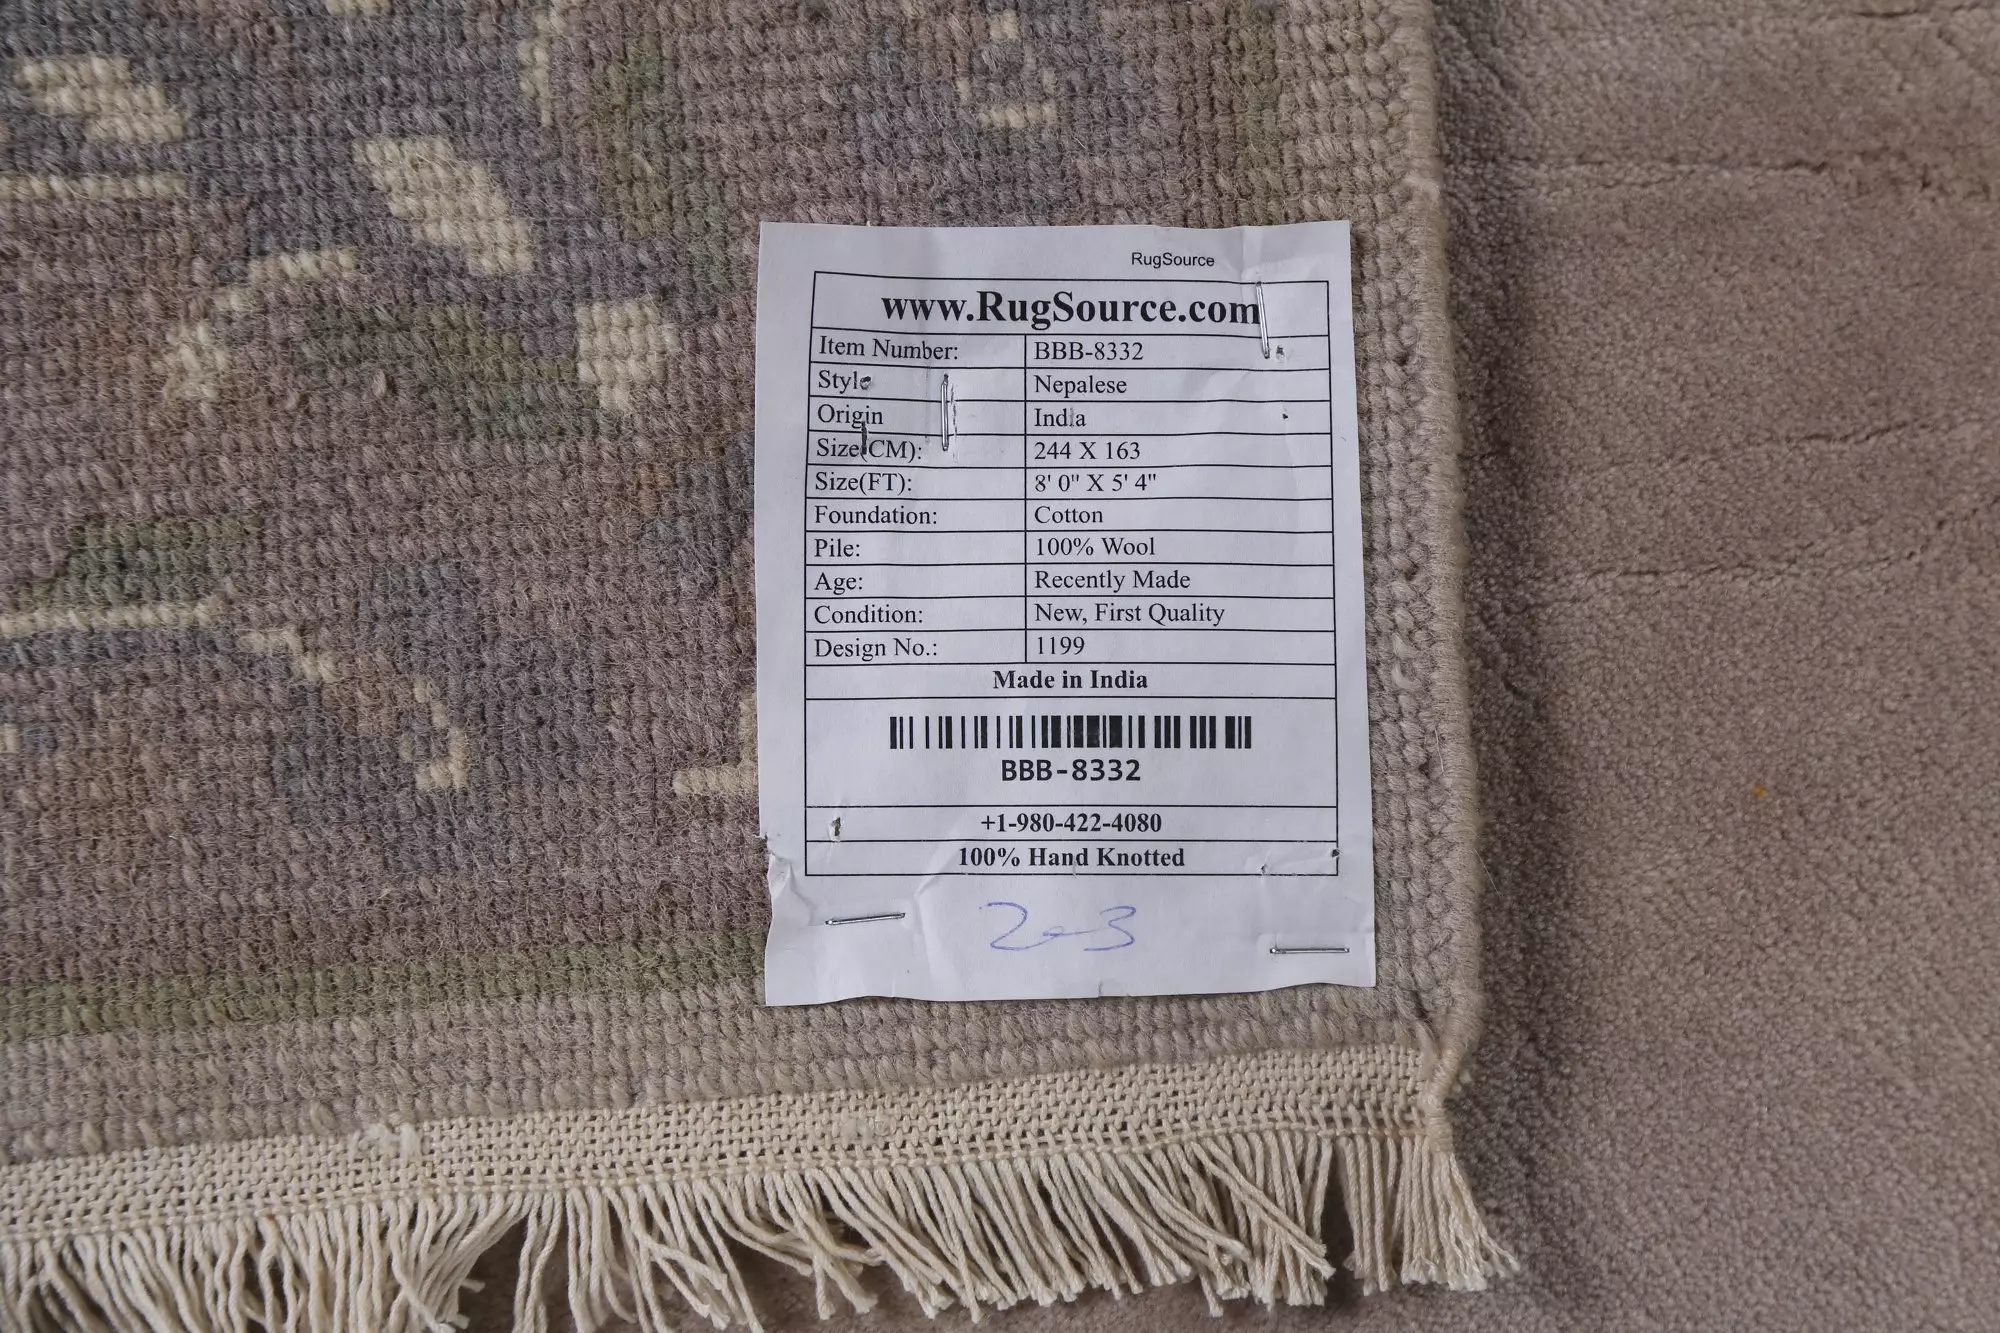 RugSource
www.RugSource.com
Item Number: BBB-8332
Style Nepalese
Origin India
Size(CM): 244 X 163
Size(FT): 8' 0" X 5' 4"
Foundation: Cotton
Pile: 100% Wool
Age: Recently Made
Condition: New, First Quality
Design No.: 1199
Made in India
BBB-8332
+1-980-422-4080
100% Hand Knotted